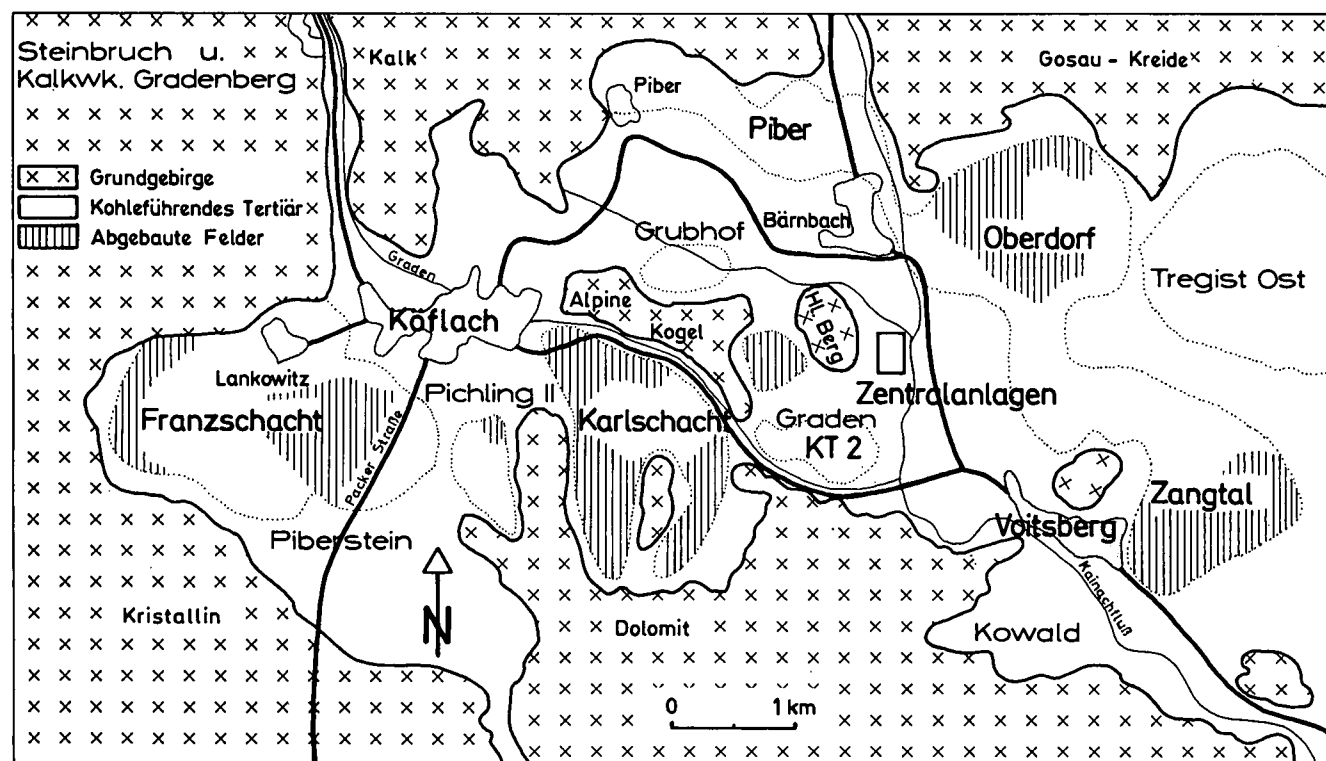 Steinbruch u.
Kalkwk. Gradenberg
Kalk
Gosau - Kreide
Piber
Piber
Grundgebirge
Kohleführendes Tertiär
Abgebaute Felder
Bärnbach
Grubhof
Oberdorf
Graden
Tregist Ost
Alpine
Kogel
Hl. Berg
Köflach
Lankowitz
Zentralanlagen
Pichling II
Franzschacht
Karlschacht
Graden
KT 2
Packer Straße
Zangtal
Voitsberg
Piberstein
Kainachfluß
Kristallin
N
Dolomit
Kowald
0 1 km